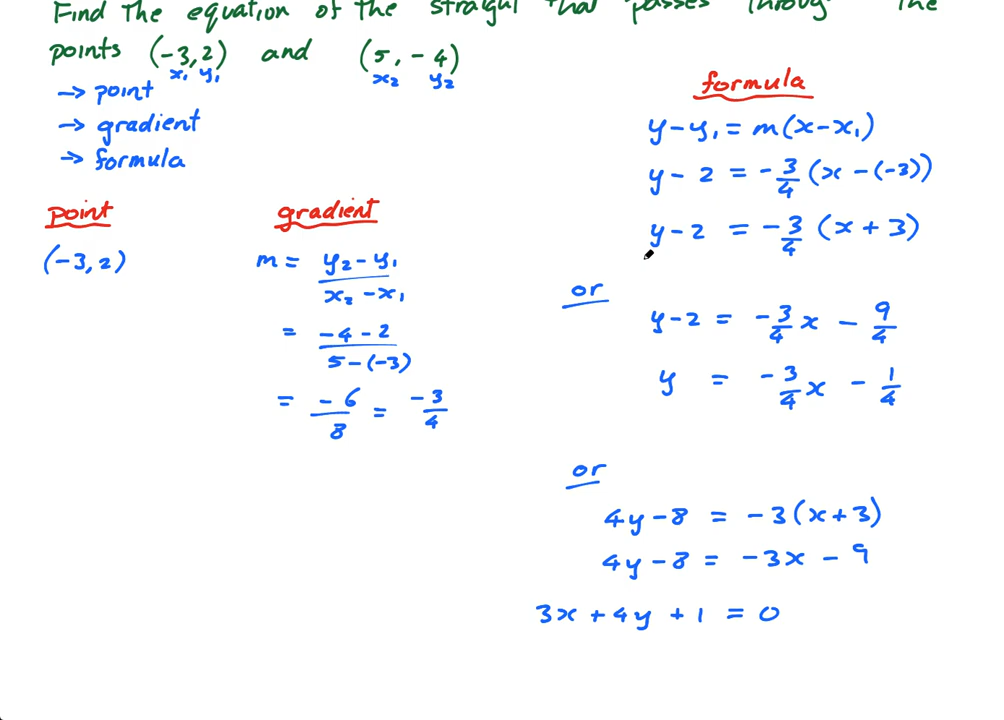 Find the equation of the straight that passes through the
points (-3,2) and (5,-4)
x₁ y₁ x₂ y₂
→ point
→ gradient
→ formula
point
(-3,2)
gradient
m = y₂-y₁/x₂-x₁
= -4-2/5-(-3)
= -6/8 = -3/4
formula
y-y₁ = m(x-x₁)
y-2 = -3/4(x-(-3))
y-2 = -3/4(x+3)
or
y-2 = -3/4x - 9/4
y = -3/4x - 1/4
or
4y-8 = -3(x+3)
4y-8 = -3x-9
3x+4y+1 = 0